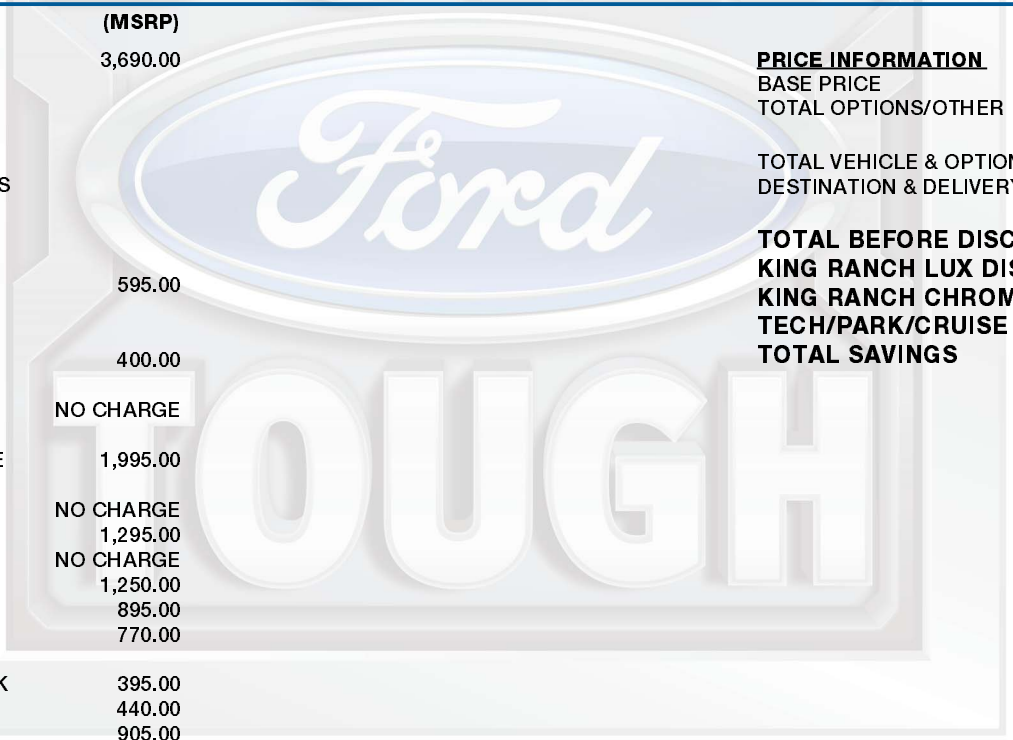 (MSRP)
3,690.00
S
595.00
400.00
NO CHARGE
E 1,995.00
NO CHARGE
1,295.00
NO CHARGE
1,250.00
895.00
770.00
K 395.00
440.00
905.00
PRICE INFORMATION
BASE PRICE
TOTAL OPTIONS/OTHER
TOTAL VEHICLE & OPTION
DESTINATION & DELIVERY
TOTAL BEFORE DISC
KING RANCH LUX DIS
KING RANCH CHROM
TECH/PARK/CRUISE
TOTAL SAVINGS
Ford
TOUGH